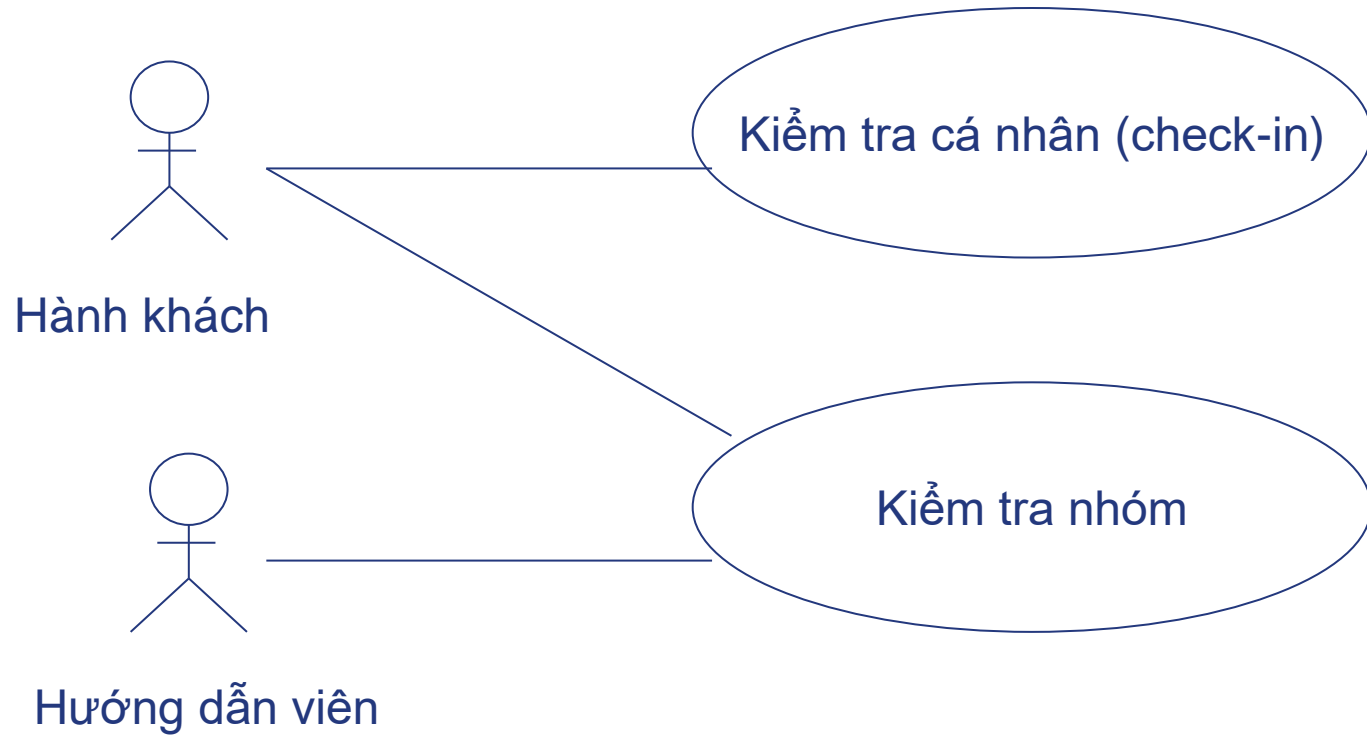 Kiểm tra cá nhân (check-in)
Hành khách
Kiểm tra nhóm
Hướng dẫn viên